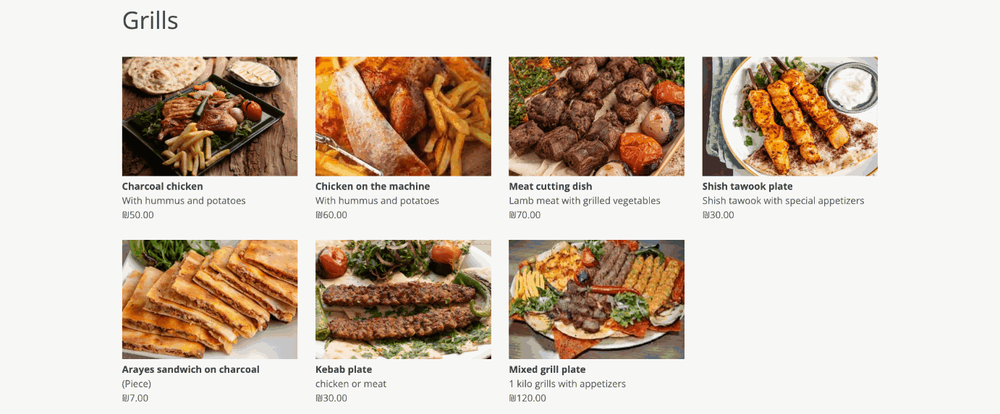 Grills
Charcoal chicken
With hummus and potatoes
₪50.00
Chicken on the machine
With hummus and potatoes
₪60.00
Meat cutting dish
Lamb meat with grilled vegetables
₪70.00
Shish tawook plate
Shish tawook with special appetizers
₪30.00
Arayes sandwich on charcoal
(Piece)
₪7.00
Kebab plate
chicken or meat
₪30.00
Mixed grill plate
1 kilo grills with appetizers
₪120.00